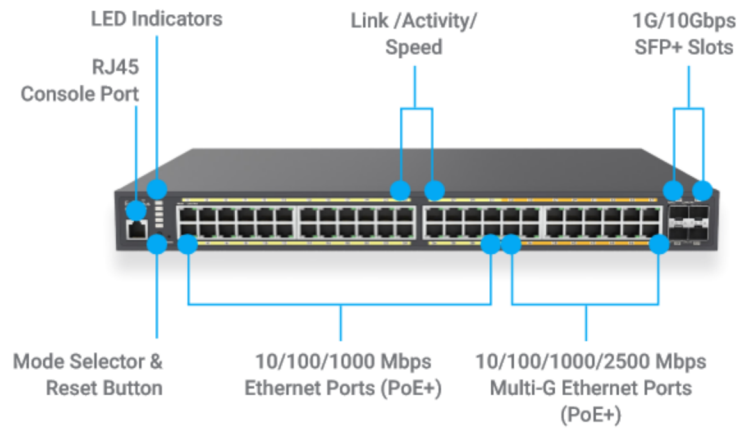 LED Indicators
Link /Activity/
Speed
1G/10Gbps
SFP+ Slots
RJ45
Console Port
Mode Selector &
Reset Button
10/100/1000 Mbps
Ethernet Ports (PoE+)
10/100/1000/2500 Mbps
Multi-G Ethernet Ports
(PoE+)